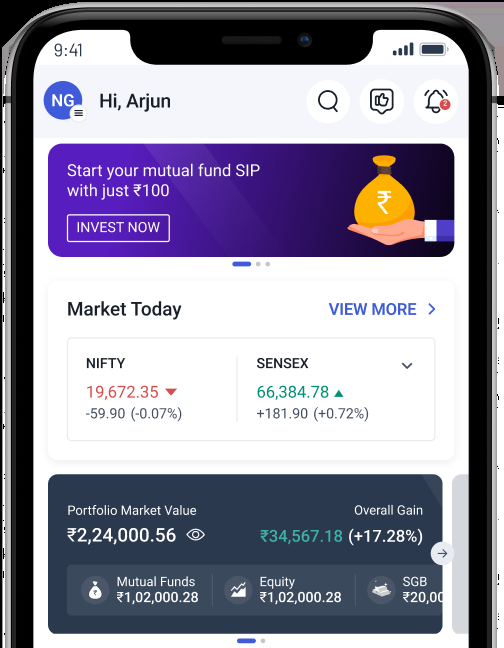 9:41
NG
Hi, Arjun
2
Start your mutual fund SIP
with just ₹100
₹
INVEST NOW
Market Today
VIEW MORE
NIFTY
19,672.35
-59.90 (-0.07%)
SENSEX
66,384.78
+181.90 (+0.72%)
Portfolio Market Value
₹2,24,000.56
Overall Gain
₹34,567.18 (+17.28%)
Mutual Funds
₹1,02,000.28
Equity
₹1,02,000.28
SGB
₹20,00